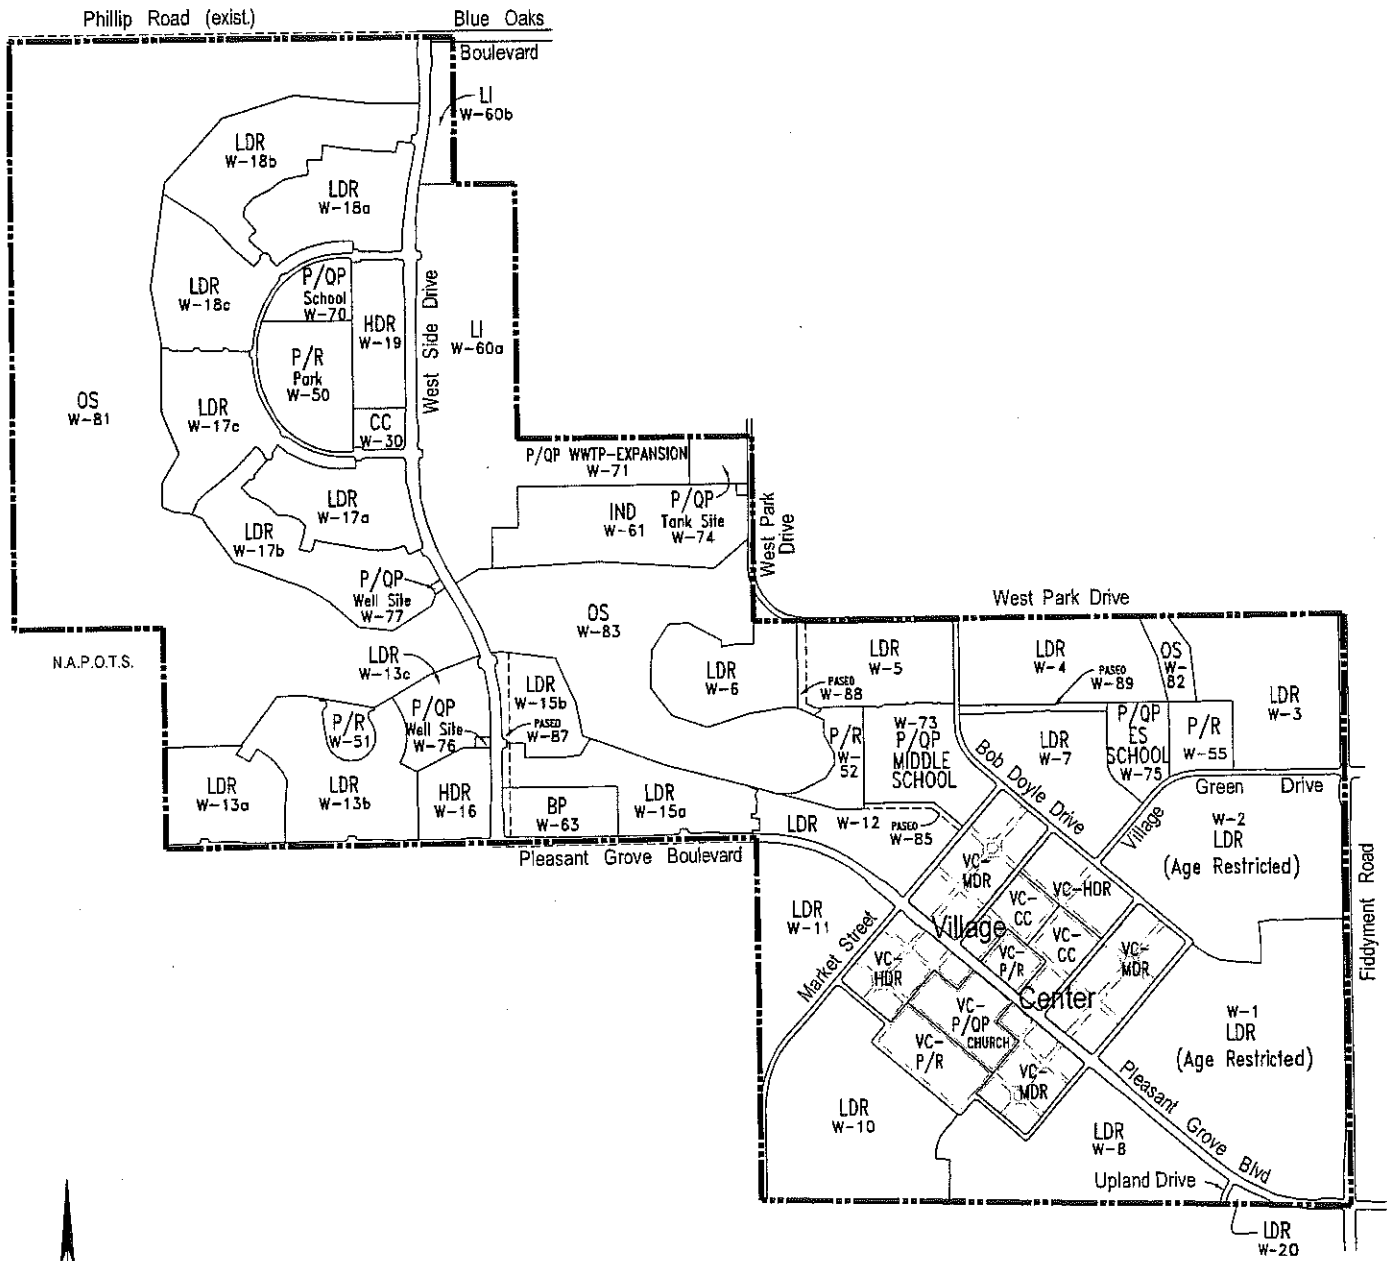 Phillip Road (exist.)
Blue Oaks
Boulevard
LI
W-60b
LDR
W-18b
LDR
W-18a
LDR
W-18c
P/QP
School
W-70
HDR
W-19
West Side Drive
LI
W-60a
P/R
Park
W-50
OS
W-81
LDR
W-17c
CC
W-30
P/QP WWTP-EXPANSION
W-71
LDR
W-17a
IND
W-61
P/QP
Tank Site
W-74
West Park
Drive
LDR
W-17b
P/QP
Well Site
W-77
OS
W-83
West Park Drive
N.A.P.O.T.S.
LDR
W-13c
LDR
W-15b
LDR
W-6
LDR
W-5
PASEO
W-88
LDR
W-4
PASEO
W-89
OS
W-
82
LDR
W-3
P/R
W-51
P/QP
Well Site
W-76
PASEO
W-87
P/R
W-
52
W-73
P/QP
MIDDLE
SCHOOL
Bob Doyle Drive
LDR
W-7
P/QP
ES
SCHOOL
W-75
P/R
W-55
LDR
W-13a
LDR
W-13b
HDR
W-16
BP
W-63
LDR
W-15a
LDR
W-12
PASEO
W-85
Village
Green Drive
W-2
LDR
(Age Restricted)
Pleasant Grove Boulevard
VC-
MDR
VC-HDR
VC-
CC
VC-
CC
VC-
P/R
VC-
MDR
Village
Center
LDR
W-11
Market Street
VC-
HDR
VC-
P/QP
CHURCH
VC-
P/R
VC-
MDR
Fiddyment Road
W-1
LDR
(Age Restricted)
LDR
W-10
LDR
W-8
Pleasant Grove Blvd
Upland Drive
LDR
W-20